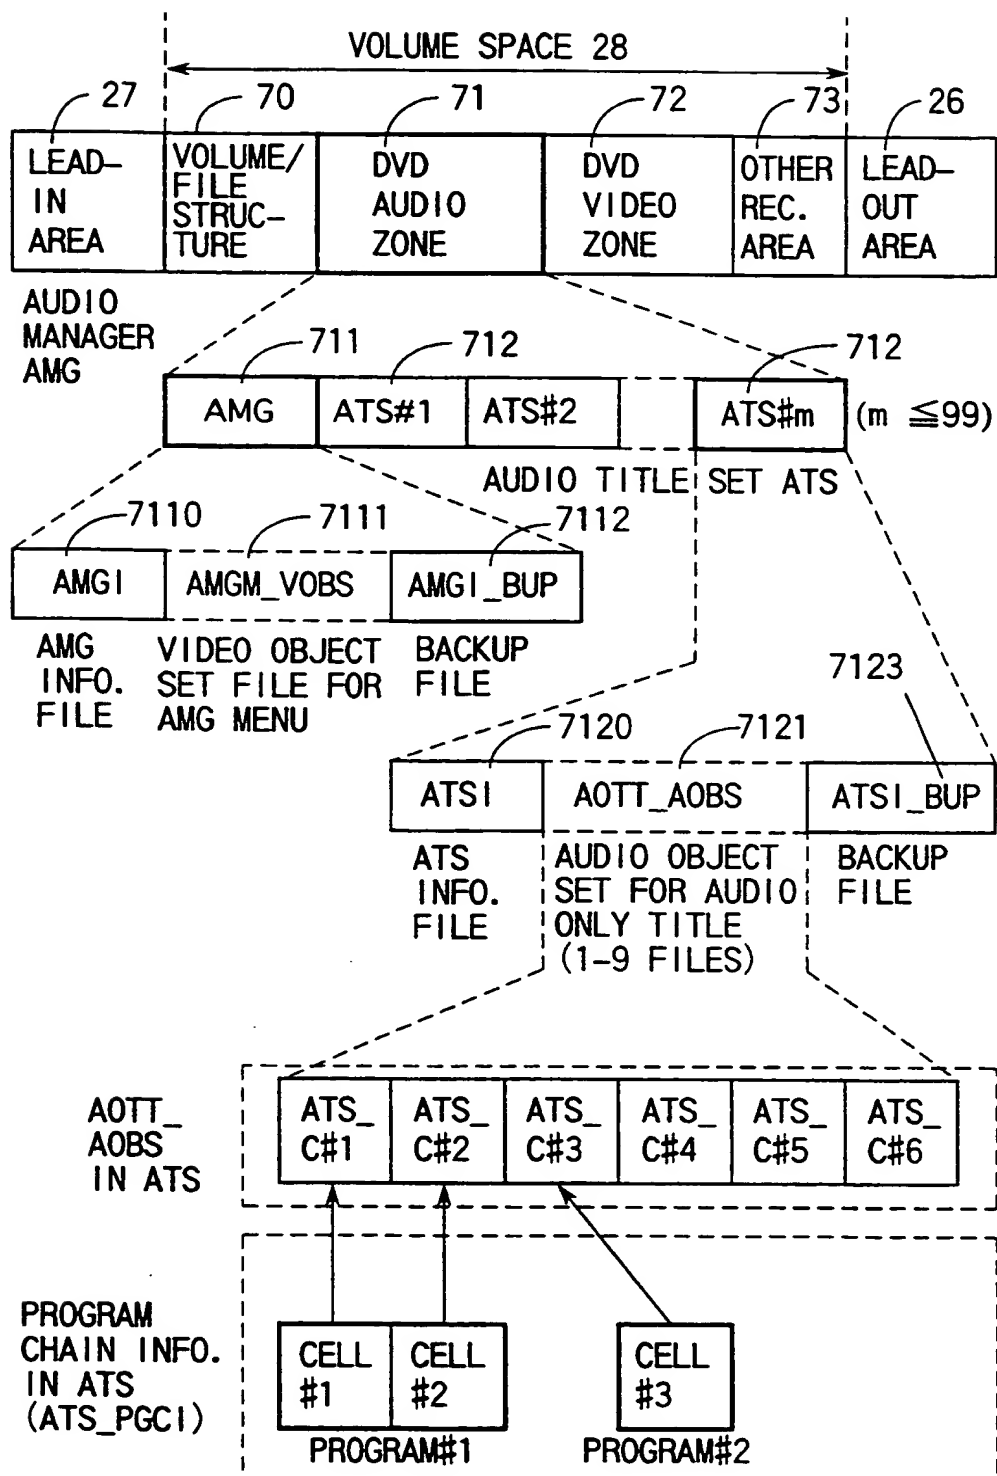 VOLUME SPACE 28
27
70
71
72
73
26
LEAD-
IN
AREA
VOLUME/
FILE
STRUC-
TURE
DVD
AUDIO
ZONE
DVD
VIDEO
ZONE
OTHER
REC.
AREA
LEAD-
OUT
AREA
AUDIO
MANAGER
AMG
711
712
712
AMG
ATS#1
ATS#2
ATS#m
(m ≦99)
AUDIO TITLE SET ATS
7110
7111
7112
AMGI
AMGM_VOBS
AMGI_BUP
AMG
INFO.
FILE
VIDEO OBJECT
SET FILE FOR
AMG MENU
BACKUP
FILE
7120
7121
7123
ATSI
AOTT_AOBS
ATSI_BUP
ATS
INFO.
FILE
AUDIO OBJECT
SET FOR AUDIO
ONLY TITLE
(1-9 FILES)
BACKUP
FILE
AOTT_
AOBS
IN ATS
ATS_
C#1
ATS_
C#2
ATS_
C#3
ATS_
C#4
ATS_
C#5
ATS_
C#6
PROGRAM
CHAIN INFO.
IN ATS
(ATS_PGCI)
CELL
#1
CELL
#2
CELL
#3
PROGRAM#1
PROGRAM#2